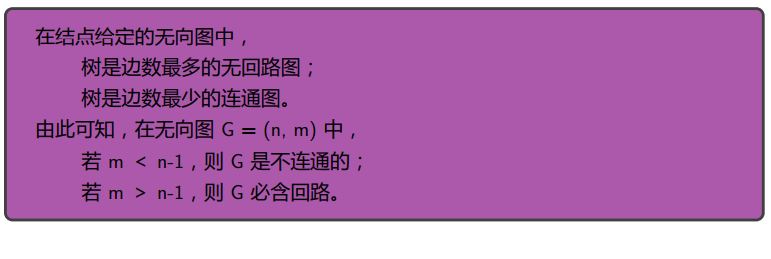 在结点给定的无向图中，
树是边数最多的无回路图；
树是边数最少的连通图。
由此可知，在无向图 G = (n, m) 中，
若 m < n-1，则 G 是不连通的；
若 m > n-1，则 G 必含回路。